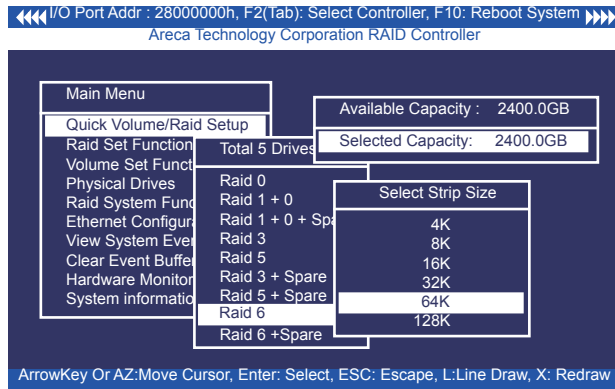 I/O Port Addr : 28000000h, F2(Tab): Select Controller, F10: Reboot System
Areca Technology Corporation RAID Controller
Main Menu
Quick Volume/Raid Setup
Raid Set Function
Volume Set Funct
Physical Drives
Raid System Func
Ethernet Configura
View System Even
Clear Event Buffer
Hardware Monitor
System informatio
Total 5 Drives
Raid 0
Raid 1 + 0
Raid 1 + 0 + Spa
Raid 3
Raid 5
Raid 3 + Spare
Raid 5 + Spare
Raid 6
Raid 6 +Spare
Available Capacity : 2400.0GB
Selected Capacity: 2400.0GB
Select Strip Size
4K
8K
16K
32K
64K
128K
ArrowKey Or AZ:Move Cursor, Enter: Select, ESC: Escape, L:Line Draw, X: Redraw